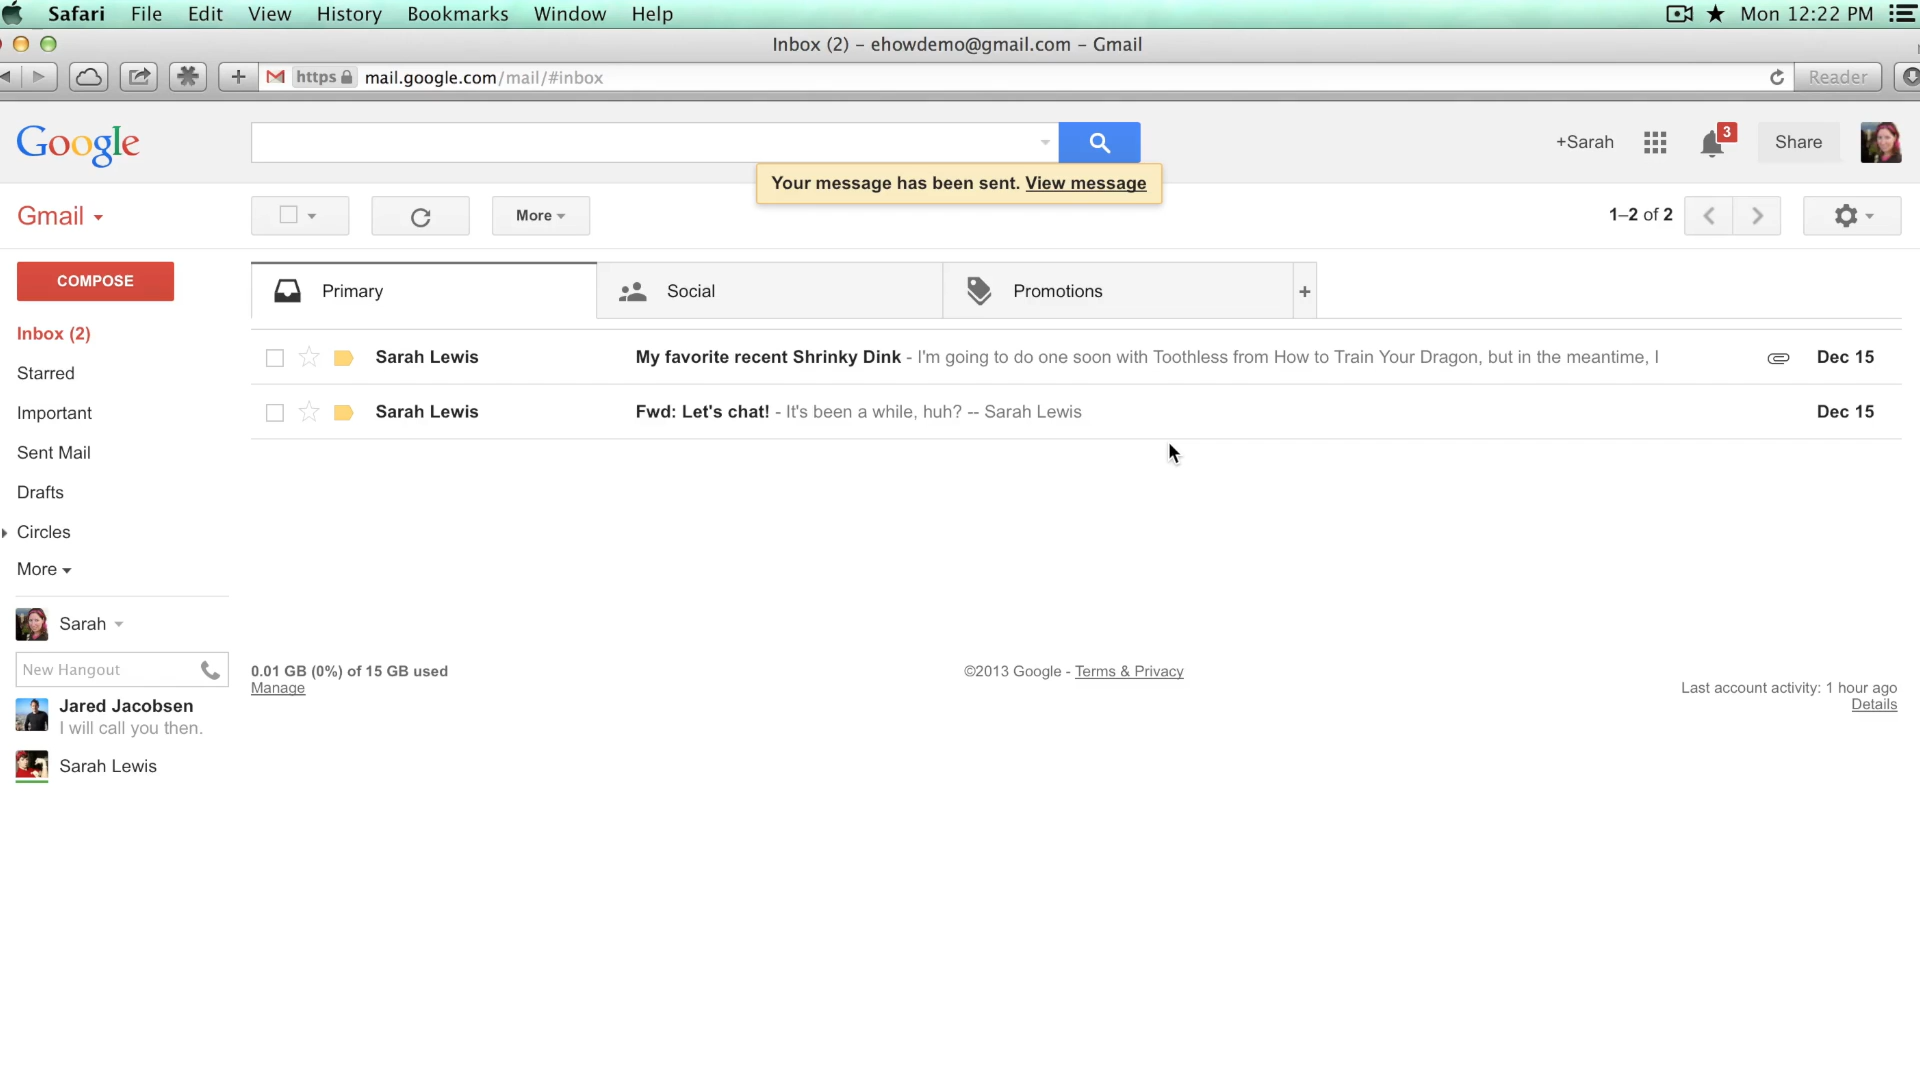 Safari File Edit View History Bookmarks Window Help Mon 12:22 PM
Inbox (2) – ehowdemo@gmail.com – Gmail
https mail.google.com/mail/#inbox Reader
Google +Sarah 3 Share
Your message has been sent. View message
Gmail More 1–2 of 2
COMPOSE
Primary Social Promotions +
Inbox (2)
Starred
Important
Sent Mail
Drafts
Circles
More
Sarah Lewis My favorite recent Shrinky Dink - I'm going to do one soon with Toothless from How to Train Your Dragon, but in the meantime, I Dec 15
Sarah Lewis Fwd: Let's chat! - It's been a while, huh? -- Sarah Lewis Dec 15
Sarah
New Hangout
Jared Jacobsen
I will call you then.
Sarah Lewis
0.01 GB (0%) of 15 GB used
Manage
©2013 Google - Terms & Privacy
Last account activity: 1 hour ago
Details